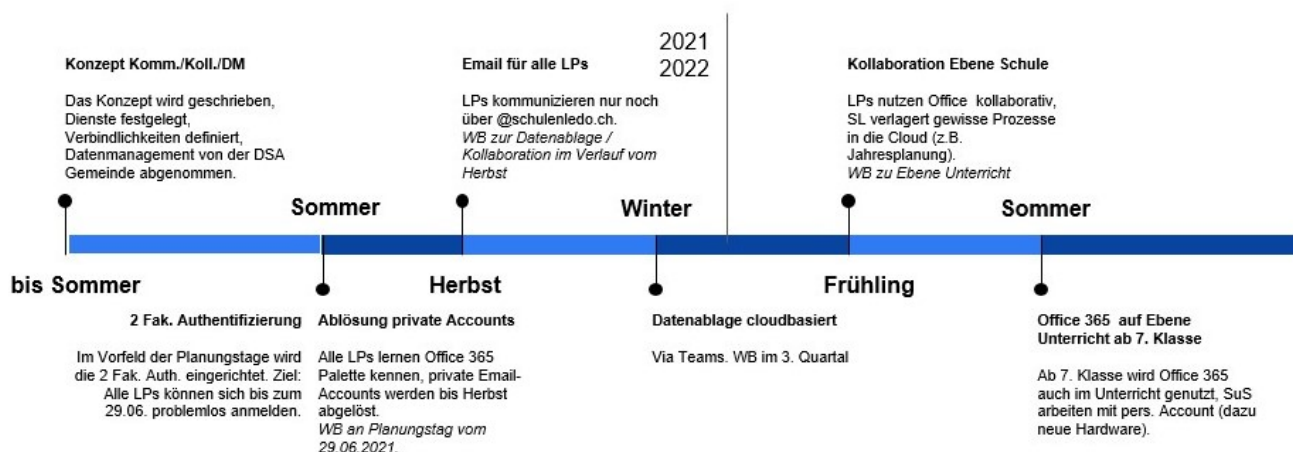 2021
2022
Konzept Komm./Koll./DM
Das Konzept wird geschrieben,
Dienste festgelegt,
Verbindlichkeiten definiert,
Datenmanagement von der DSA
Gemeinde abgenommen.
Email für alle LPs
LPs kommunizieren nur noch
über @schulenledo.ch.
WB zur Datenablage /
Kollaboration im Verlauf vom
Herbst
Kollaboration Ebene Schule
LPs nutzen Office kollaborativ,
SL verlagert gewisse Prozesse
in die Cloud (z.B.
Jahresplanung).
WB zu Ebene Unterricht
Sommer
Winter
Sommer
bis Sommer
Herbst
Frühling
2 Fak. Authentifizierung
Im Vorfeld der Planungstage wird
die 2 Fak. Auth. eingerichtet. Ziel:
Alle LPs können sich bis zum
29.06. problemlos anmelden.
Ablösung private Accounts
Alle LPs lernen Office 365
Palette kennen, private Email-
Accounts werden bis Herbst
abgelöst.
WB an Planungstag vom
29.06.2021.
Datenablage cloudbasiert
Via Teams. WB im 3. Quartal
Office 365 auf Ebene
Unterricht ab 7. Klasse
Ab 7. Klasse wird Office 365
auch im Unterricht genutzt, SuS
arbeiten mit pers. Account (dazu
neue Hardware).